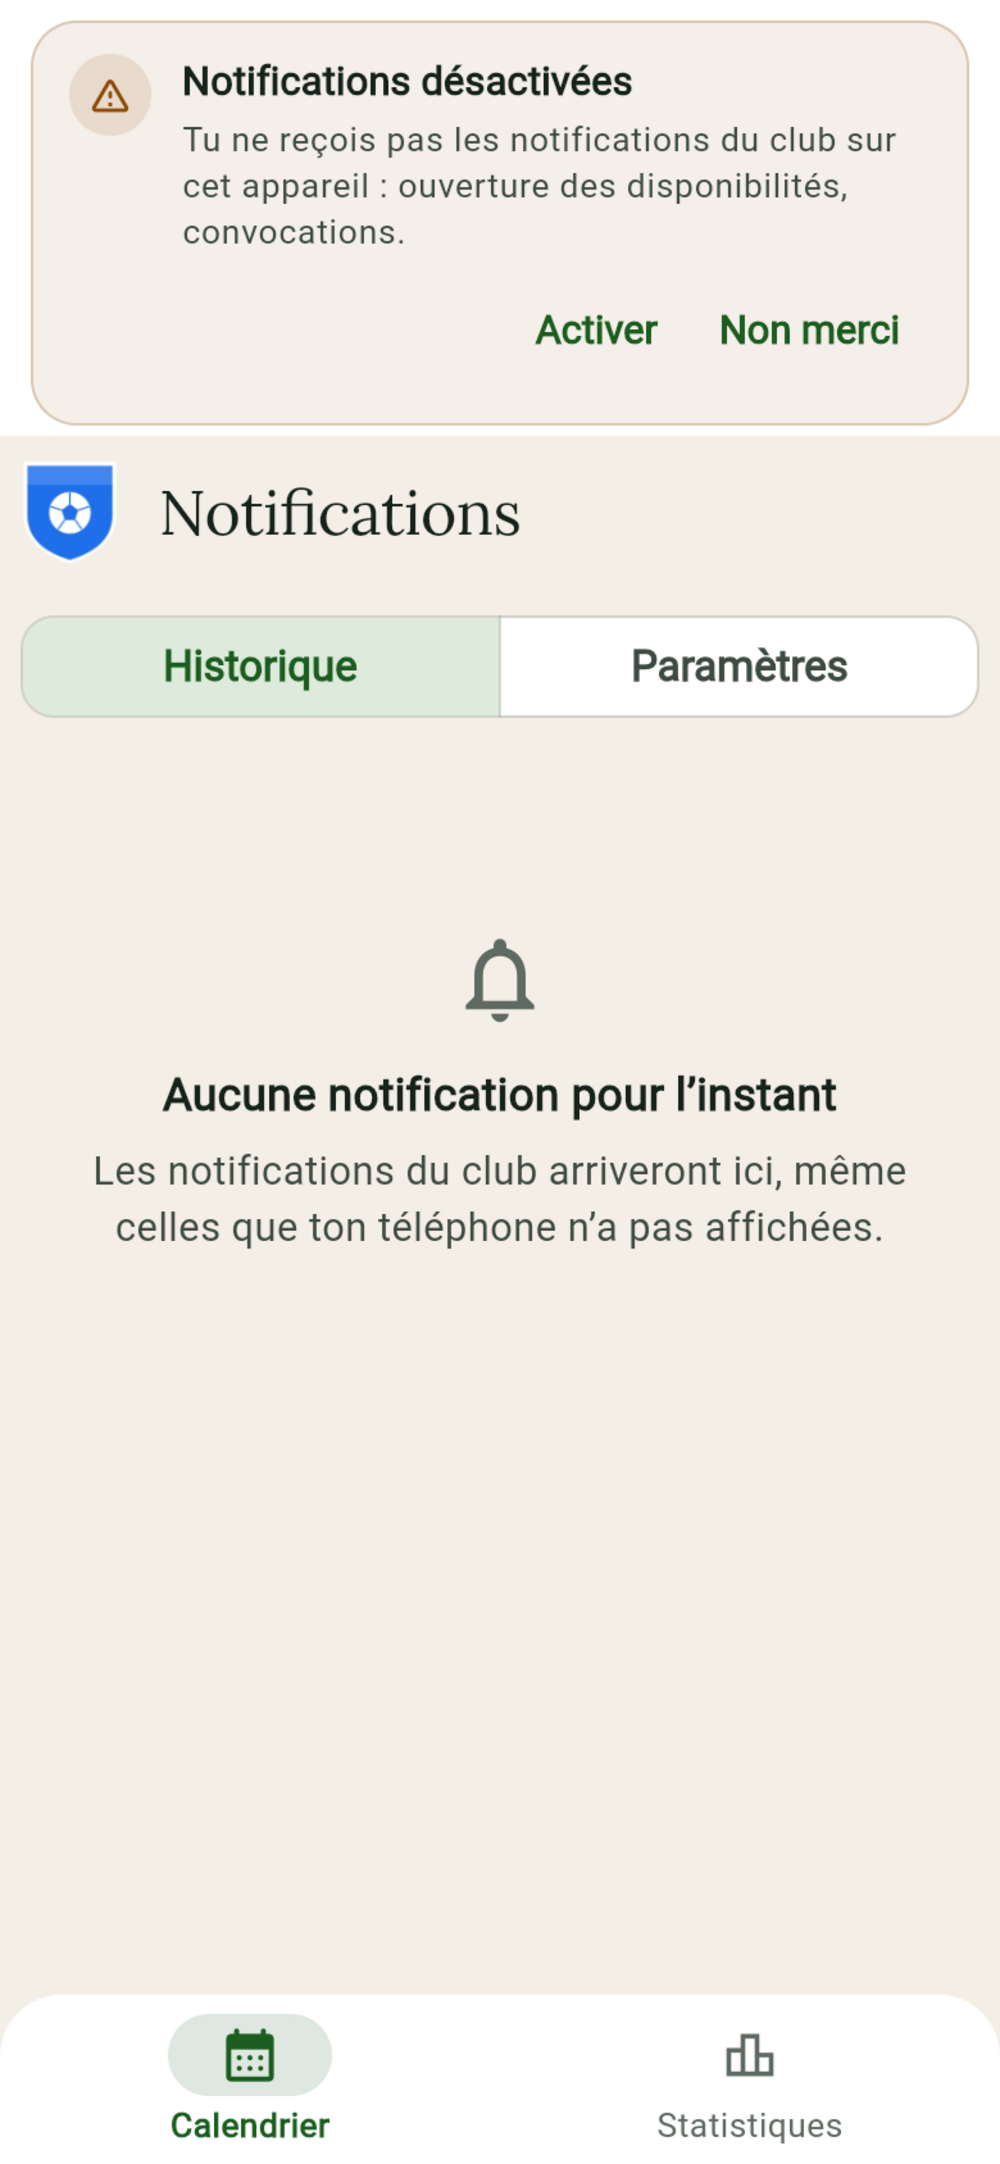 Notifications désactivées
Tu ne reçois pas les notifications du club sur
cet appareil : ouverture des disponibilités,
convocations.
Activer Non merci
Notifications
Historique Paramètres
Aucune notification pour l’instant
Les notifications du club arriveront ici, même
celles que ton téléphone n’a pas affichées.
Calendrier Statistiques